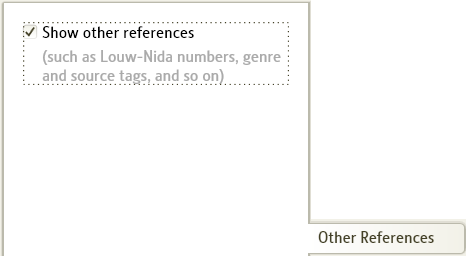 Show other references
(such as Louw-Nida numbers, genre
and source tags, and so on)
Other References